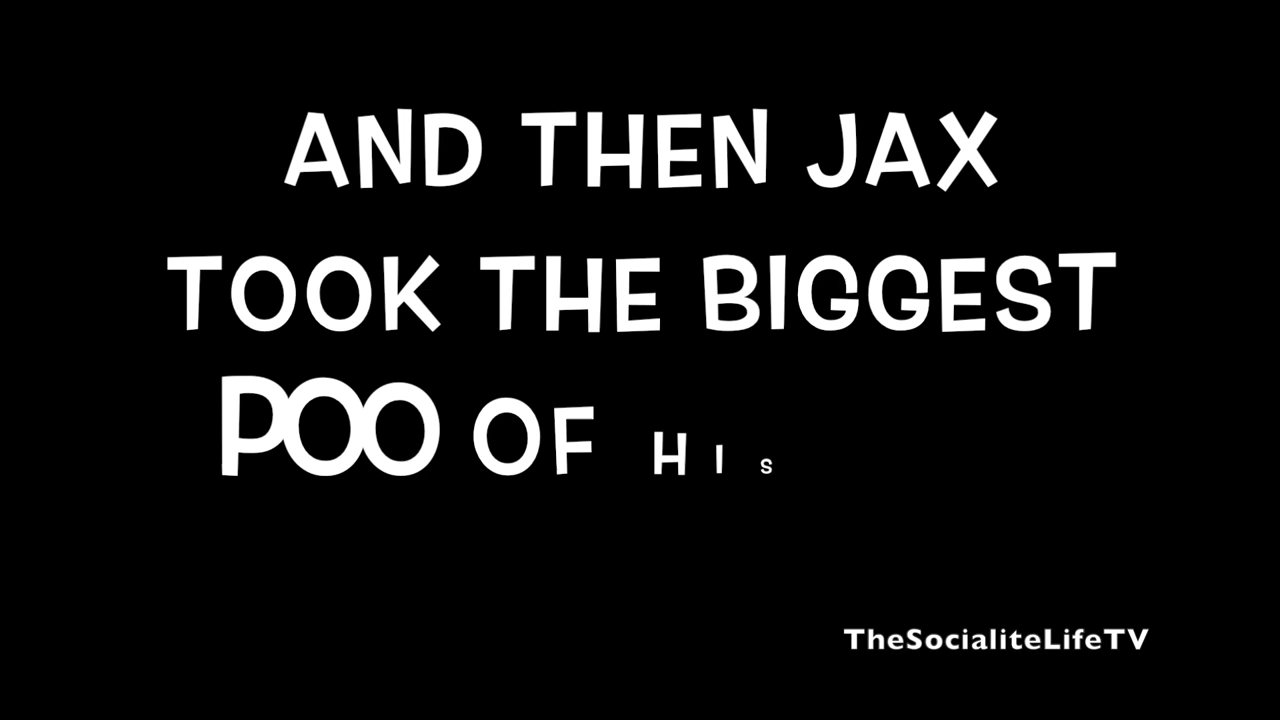 AND THEN JAX
TOOK THE BIGGEST
POO OF HIS
TheSocialiteLifeTV